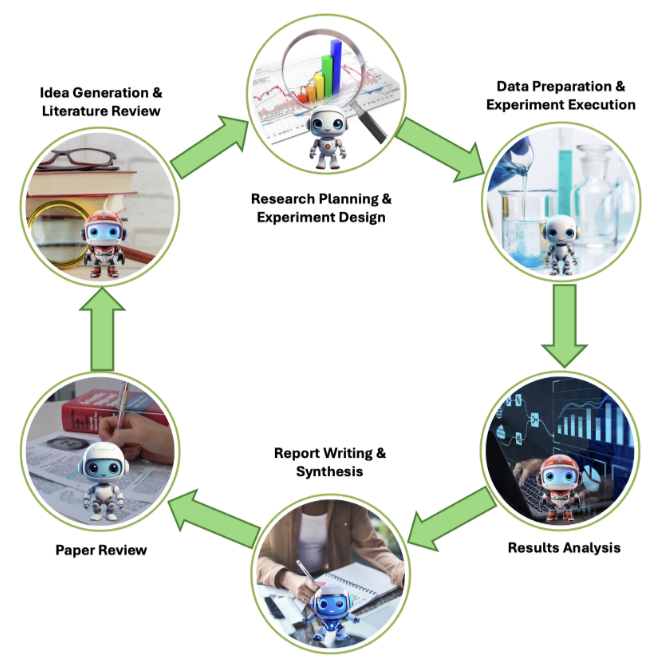 Idea Generation &
Literature Review
Research Planning &
Experiment Design
Data Preparation &
Experiment Execution
Results Analysis
Report Writing &
Synthesis
Paper Review